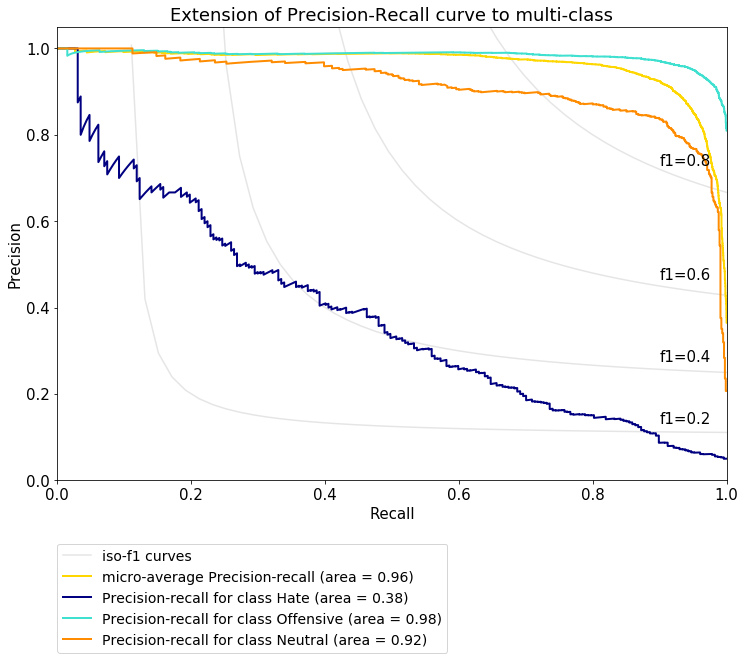 Extension of Precision-Recall curve to multi-class
1.0
0.8
0.6
0.4
0.2
0.0
Precision
f1=0.8
f1=0.6
f1=0.4
f1=0.2
0.0 0.2 0.4 0.6 0.8 1.0
Recall
iso-f1 curves
micro-average Precision-recall (area = 0.96)
Precision-recall for class Hate (area = 0.38)
Precision-recall for class Offensive (area = 0.98)
Precision-recall for class Neutral (area = 0.92)